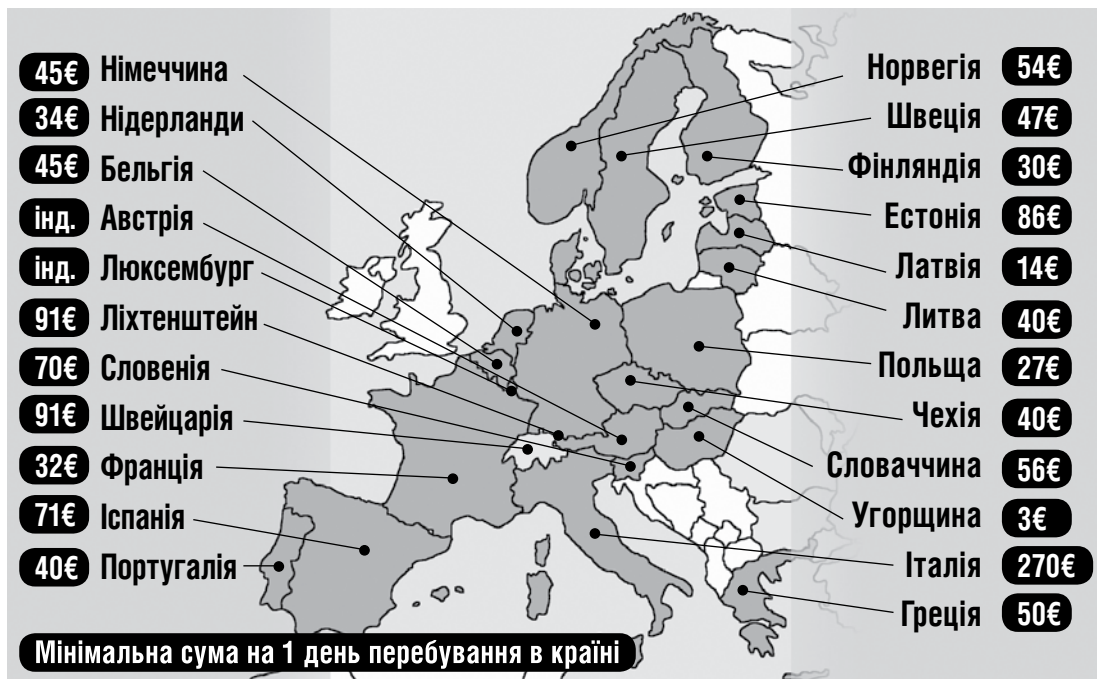 45€ Німеччина
34€ Нідерланди
45€ Бельгія
інд. Австрія
інд. Люксембург
91€ Ліхтенштейн
70€ Словенія
91€ Швейцарія
32€ Франція
71€ Іспанія
40€ Португалія
Норвегія 54€
Швеція 47€
Фінляндія 30€
Естонія 86€
Латвія 14€
Литва 40€
Польща 27€
Чехія 40€
Словаччина 56€
Угорщина 3€
Італія 270€
Греція 50€
Мінімальна сума на 1 день перебування в країні